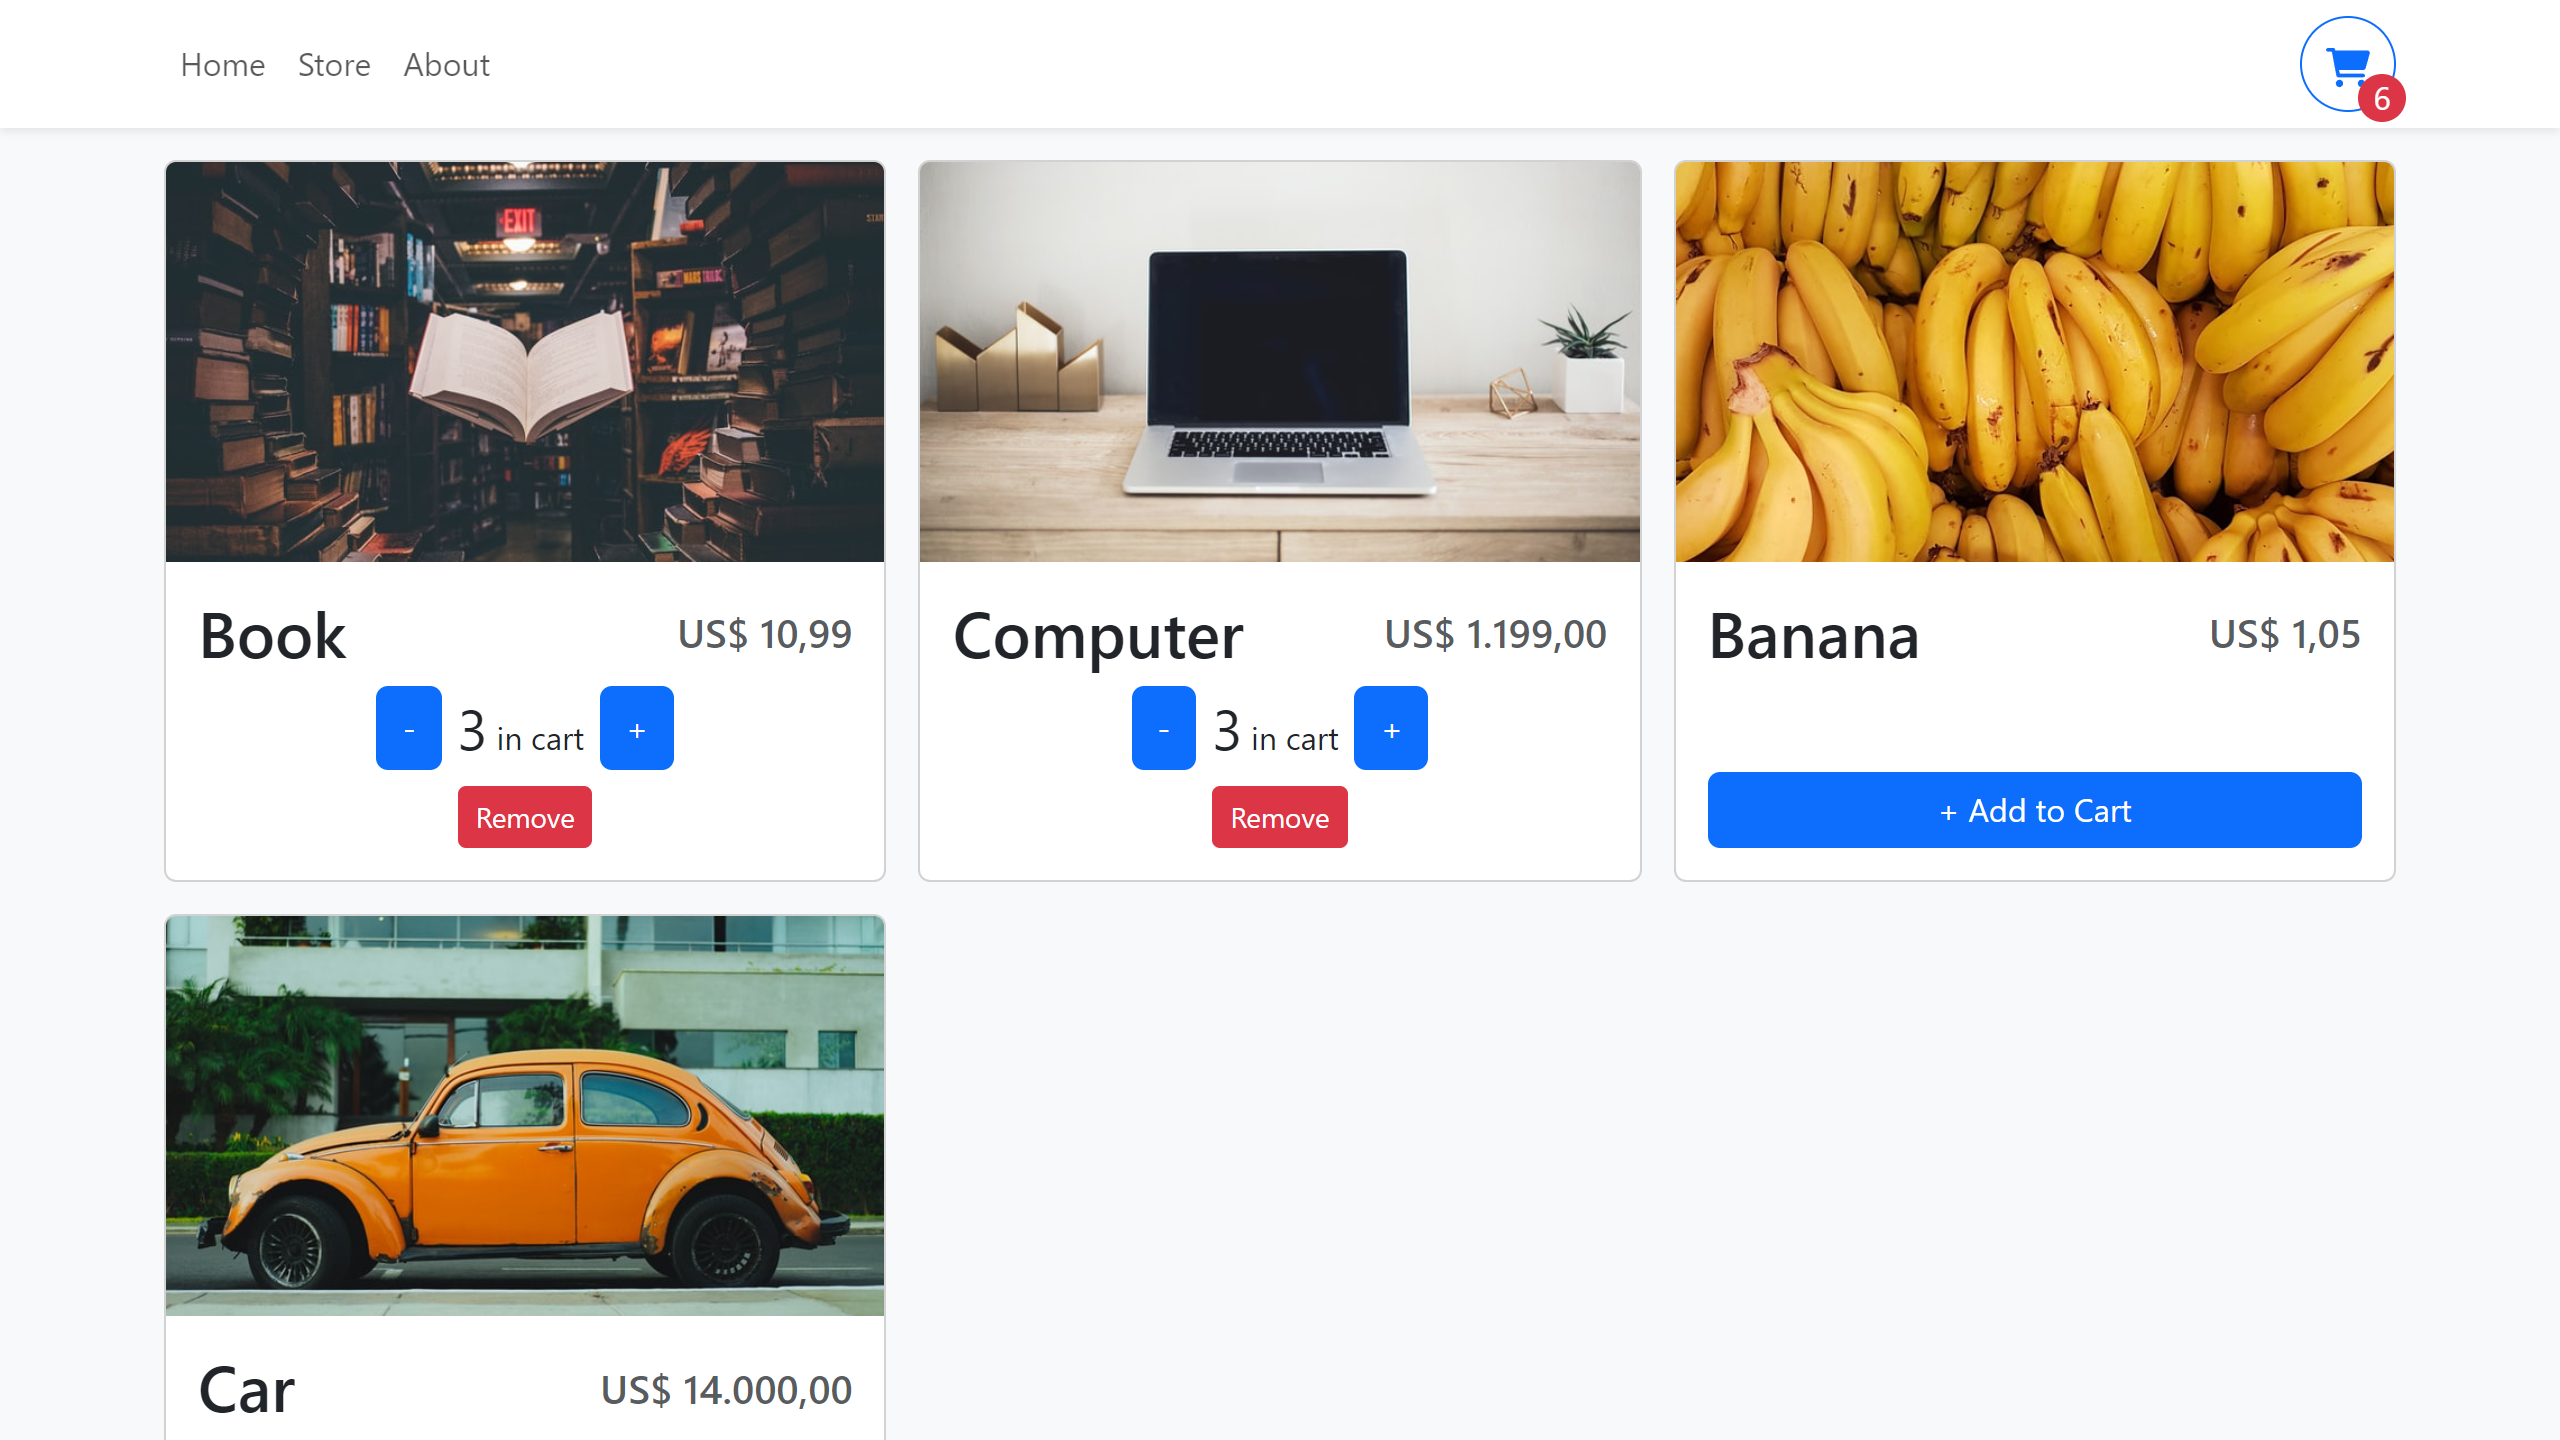 Home Store About
6
EXIT
MARS
Book US$ 10,99
- 3 in cart +
Remove
Computer US$ 1.199,00
- 3 in cart +
Remove
Banana US$ 1,05
+ Add to Cart
Car US$ 14.000,00